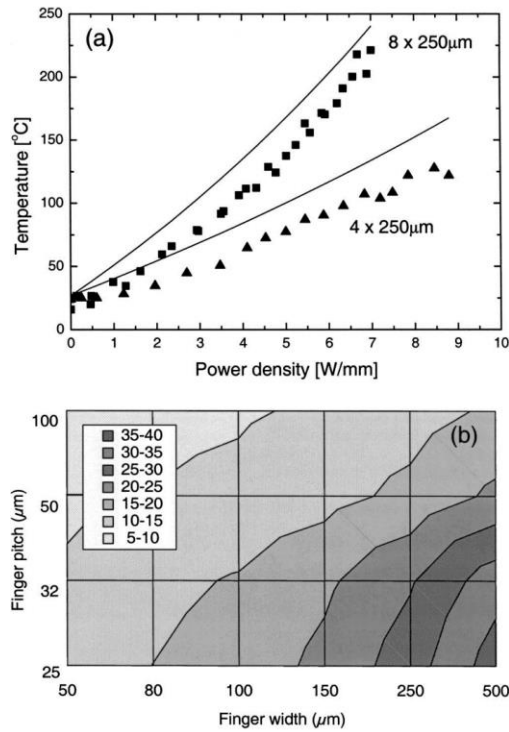 (a)
8 x 250μm
4 x 250μm
Temperature [°C]
250
200
150
100
50
0
0 1 2 3 4 5 6 7 8 9 10
Power density [W/mm]
(b)
35-40
30-35
25-30
20-25
15-20
10-15
5-10
Finger pitch (μm)
100
50
32
25
50 80 100 150 250 500
Finger width (μm)